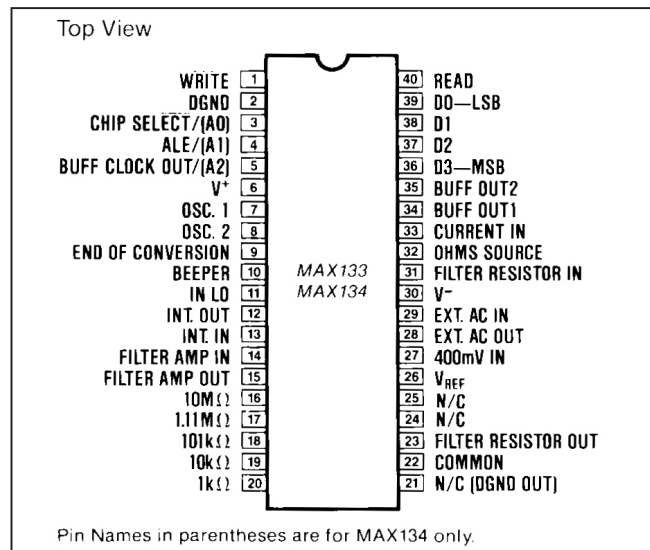 Top View
WRITE 1 40 READ
DGND 2 39 D0—LSB
CHIP SELECT/(A0) 3 38 D1
ALE/(A1) 4 37 D2
BUFF CLOCK OUT/(A2) 5 36 D3—MSB
V+ 6 35 BUFF OUT2
OSC. 1 7 34 BUFF OUT1
OSC. 2 8 33 CURRENT IN
END OF CONVERSION 9 32 OHMS SOURCE
BEEPER 10 MAX133 31 FILTER RESISTOR IN
IN LO 11 MAX134 30 V−
INT. OUT 12 29 EXT. AC IN
INT. IN 13 28 EXT. AC OUT
FILTER AMP IN 14 27 400mV IN
FILTER AMP OUT 15 26 VREF
10MΩ 16 25 N/C
1.11MΩ 17 24 N/C
101kΩ 18 23 FILTER RESISTOR OUT
10kΩ 19 22 COMMON
1kΩ 20 21 N/C (DGND OUT)
Pin Names in parentheses are for MAX134 only.